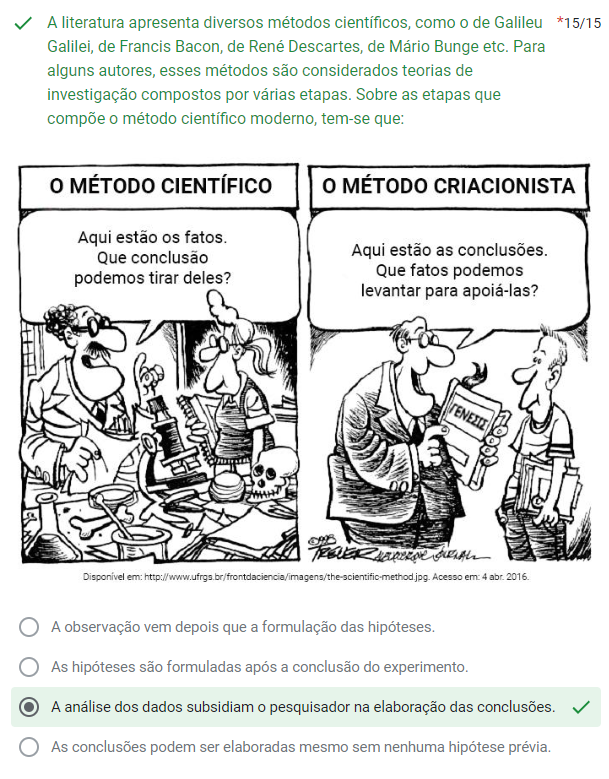 A literatura apresenta diversos métodos científicos, como o de Galileu
*15/15
Galilei, de Francis Bacon, de René Descartes, de Mário Bunge etc. Para
alguns autores, esses métodos são considerados teorias de
investigação compostos por várias etapas. Sobre as etapas que
compõe o método científico moderno, tem-se que:
O MÉTODO CIENTÍFICO
Aqui estão os fatos.
Que conclusão
podemos tirar deles?
O MÉTODO CRIACIONISTA
Aqui estão as conclusões.
Que fatos podemos
levantar para apoiá-las?
Disponível em: http://www.ufrgs.br/frontdaciencia/imagens/the-scientific-method.jpg. Acesso em: 4 abr. 2016.
A observação vem depois que a formulação das hipóteses.
As hipóteses são formuladas após a conclusão do experimento.
A análise dos dados subsidiam o pesquisador na elaboração das conclusões.
As conclusões podem ser elaboradas mesmo sem nenhuma hipótese prévia.